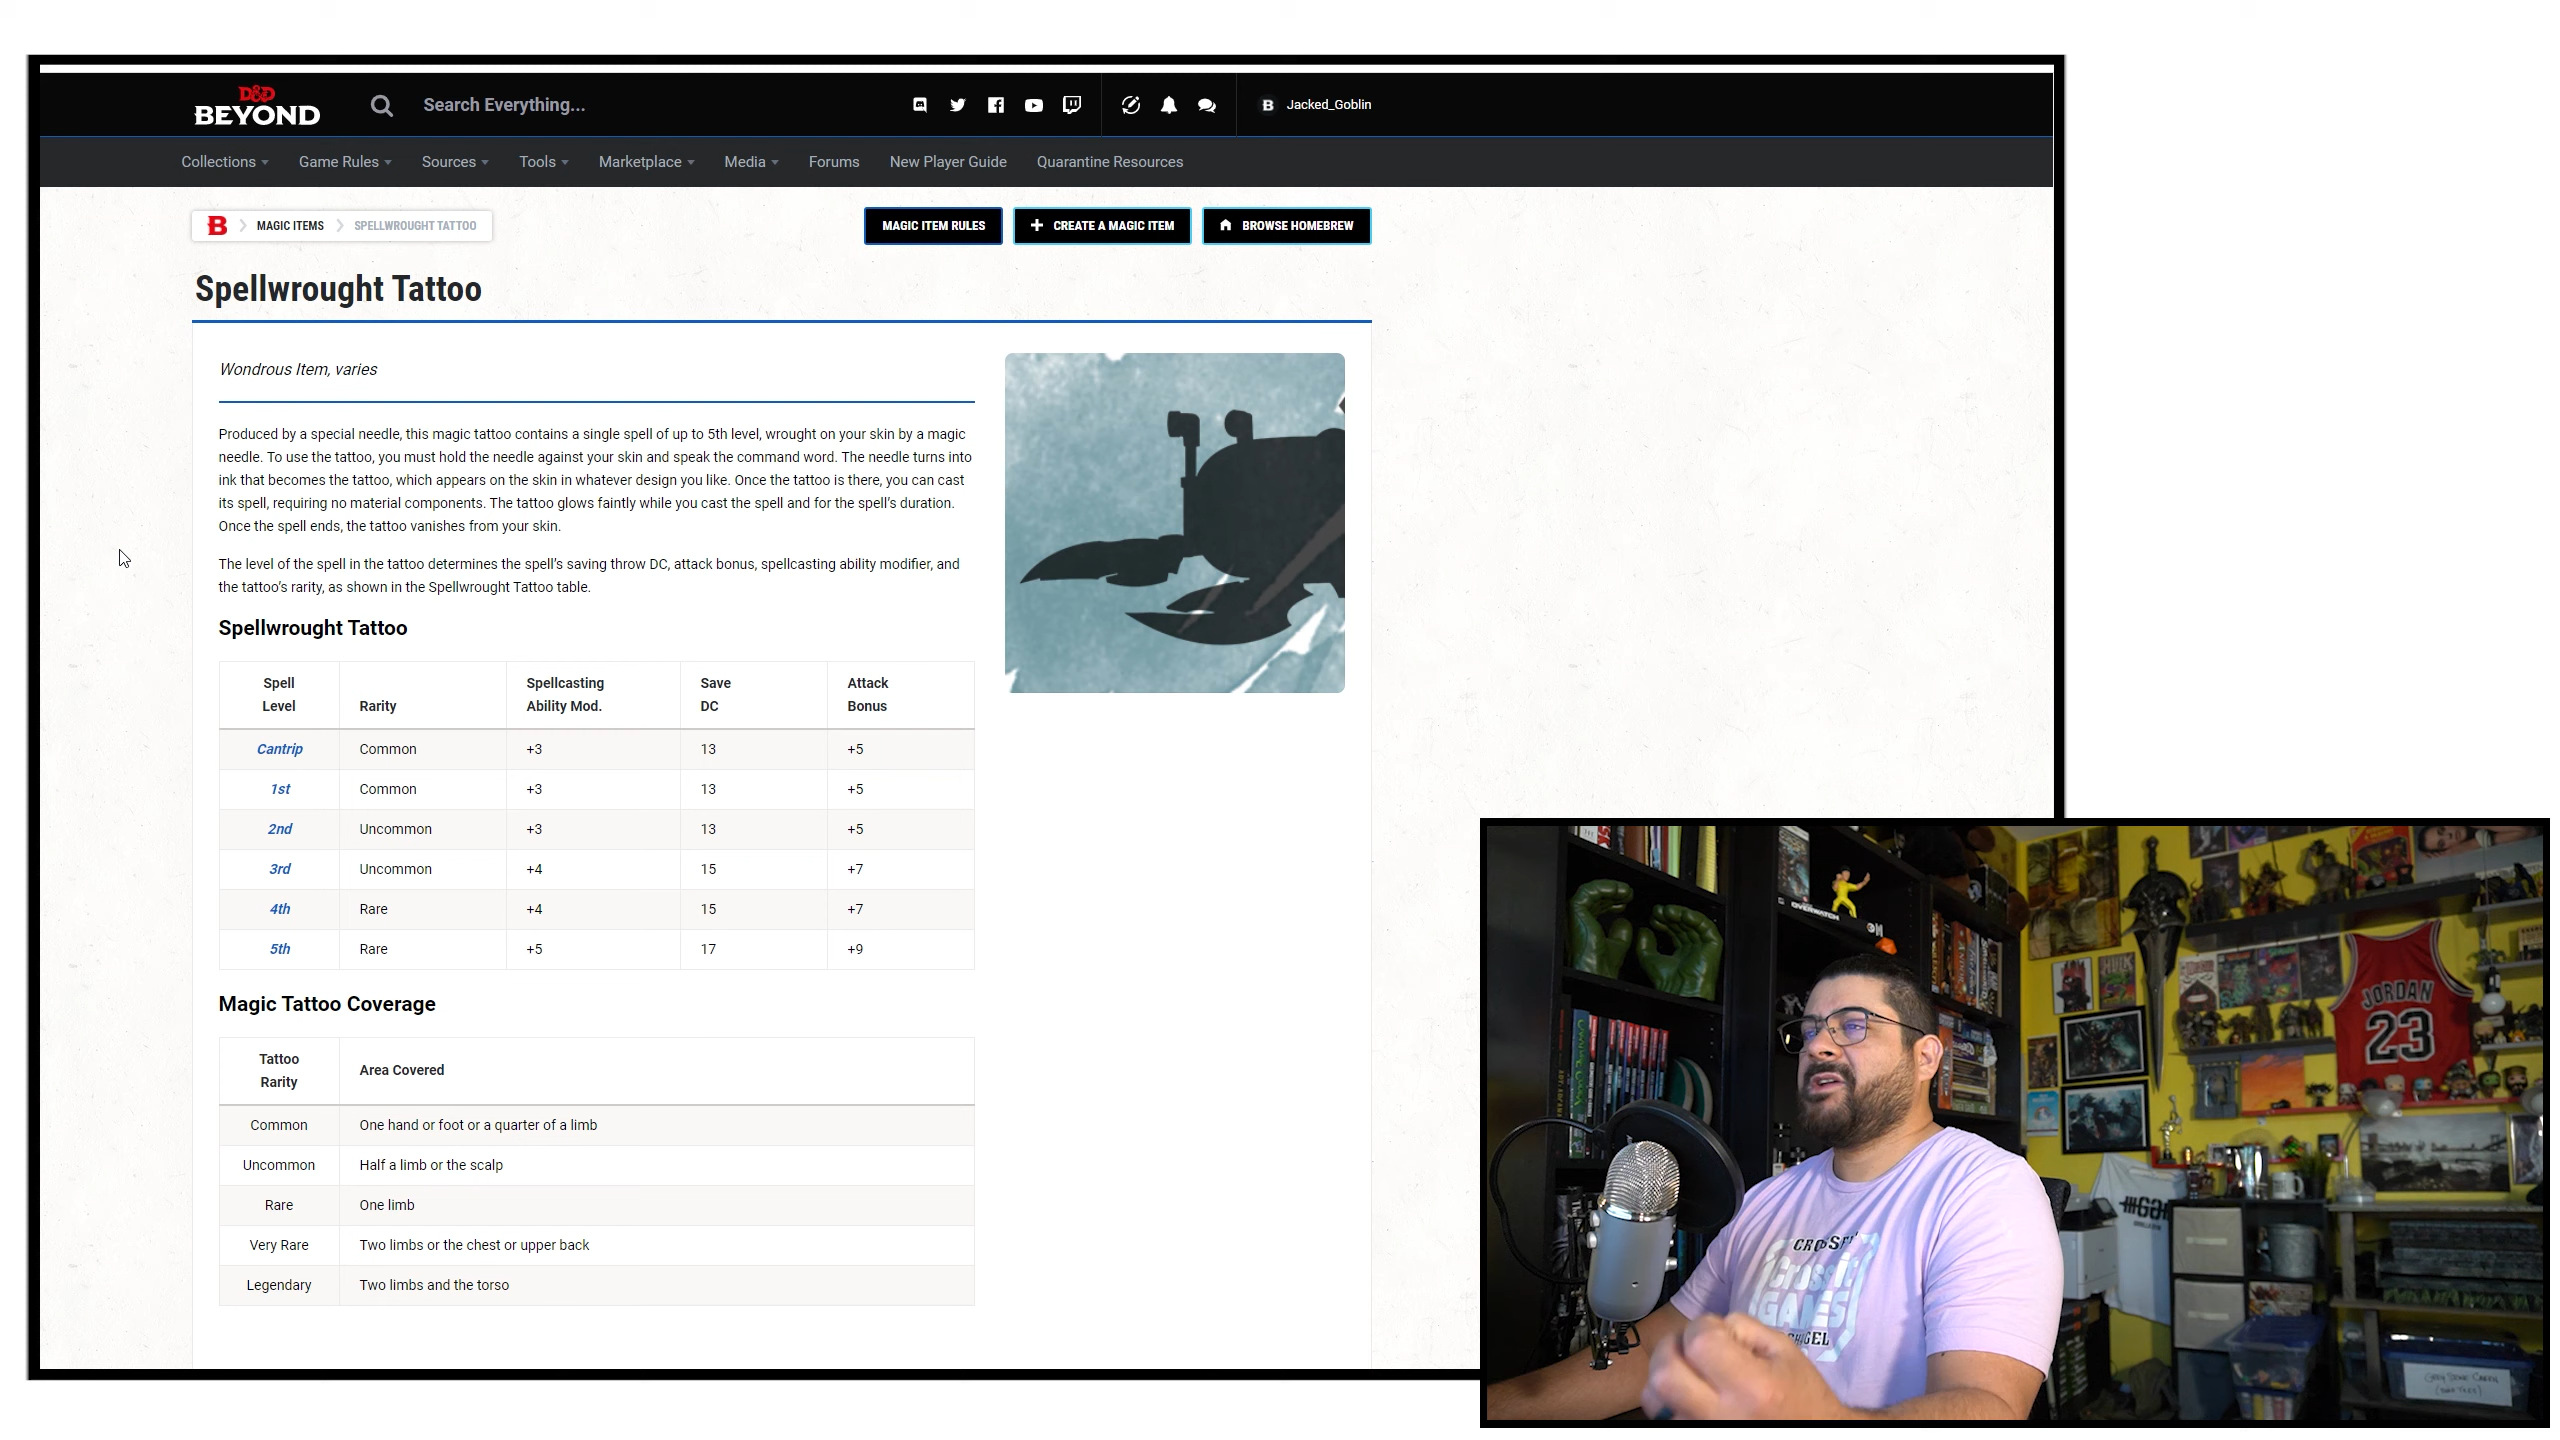 D&D
BEYOND
Search Everything...
Jacked_Goblin
Collections Game Rules Sources Tools Marketplace Media Forums New Player Guide Quarantine Resources
B MAGIC ITEMS SPELLWROUGHT TATTOO
MAGIC ITEM RULES CREATE A MAGIC ITEM BROWSE HOMEBREW
Spellwrought Tattoo
Wondrous Item, varies
Produced by a special needle, this magic tattoo contains a single spell of up to 5th level, wrought on your skin by a magic
needle. To use the tattoo, you must hold the needle against your skin and speak the command word. The needle turns into
ink that becomes the tattoo, which appears on the skin in whatever design you like. Once the tattoo is there, you can cast
its spell, requiring no material components. The tattoo glows faintly while you cast the spell and for the spell's duration.
Once the spell ends, the tattoo vanishes from your skin.
The level of the spell in the tattoo determines the spell's saving throw DC, attack bonus, spellcasting ability modifier, and
the tattoo's rarity, as shown in the Spellwrought Tattoo table.
Spellwrought Tattoo
Spell Level Rarity Spellcasting Ability Mod. Save DC Attack Bonus
Cantrip Common +3 13 +5
1st Common +3 13 +5
2nd Uncommon +3 13 +5
3rd Uncommon +4 15 +7
4th Rare +4 15 +7
5th Rare +5 17 +9
Magic Tattoo Coverage
Tattoo Rarity Area Covered
Common One hand or foot or a quarter of a limb
Uncommon Half a limb or the scalp
Rare One limb
Very Rare Two limbs or the chest or upper back
Legendary Two limbs and the torso
OVERWATCH
JORDAN
23
CrossFit
GAMES